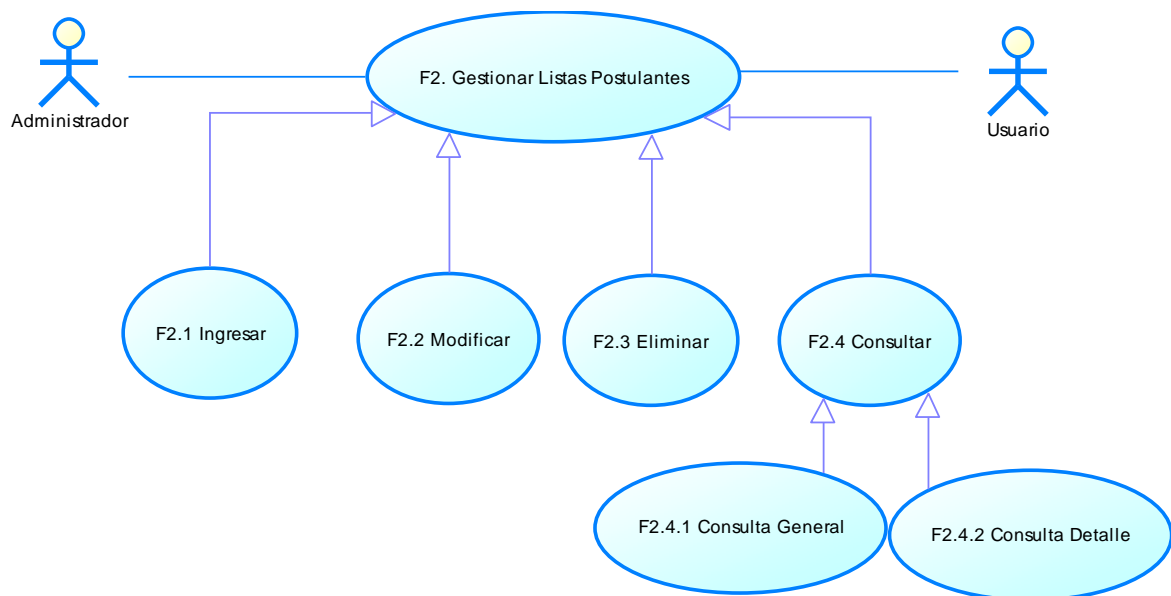 F2. Gestionar Listas Postulantes
Administrador
Usuario
F2.1 Ingresar
F2.2 Modificar
F2.3 Eliminar
F2.4 Consultar
F2.4.1 Consulta General
F2.4.2 Consulta Detalle